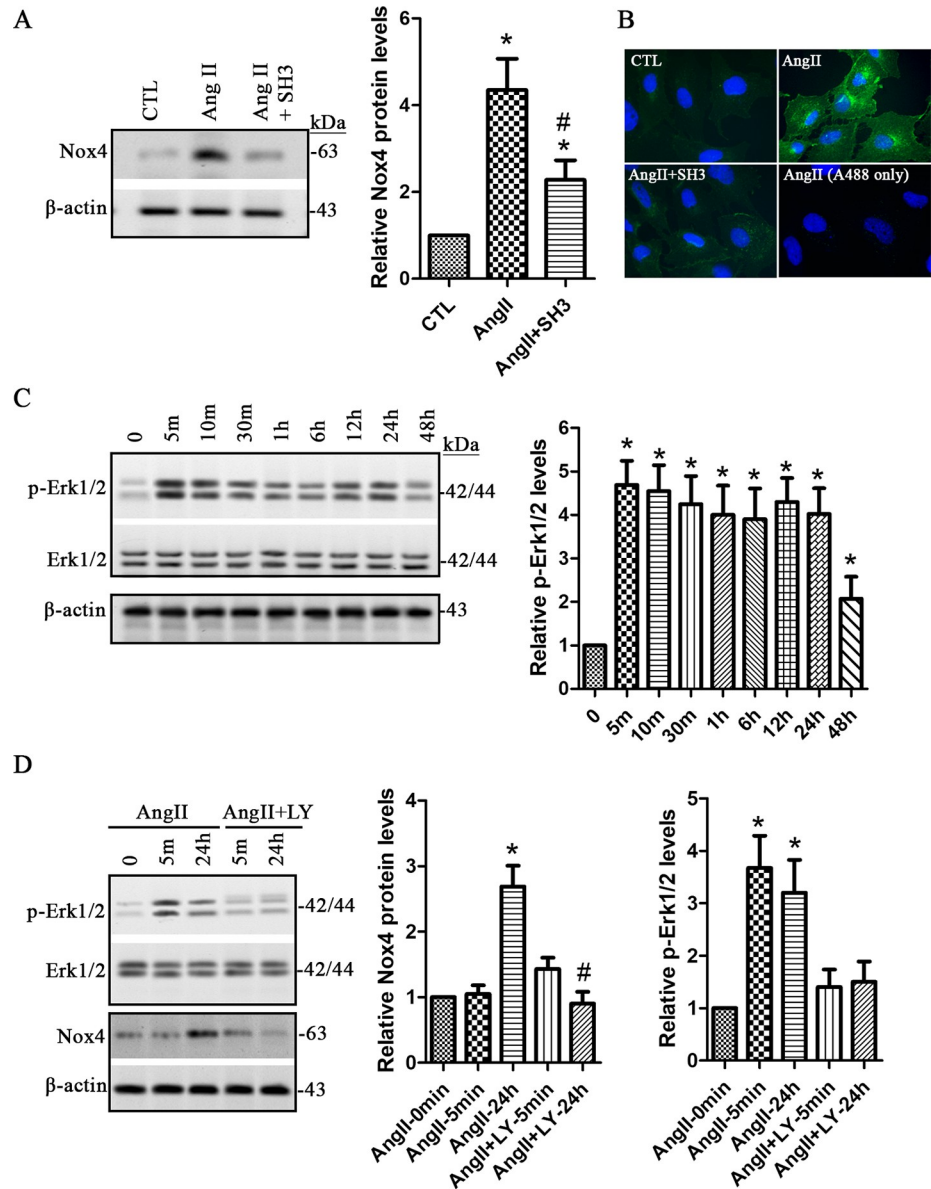 A
CTL
Ang II
Ang II
+ SH3
kDa
Nox4
-63
β-actin
-43
Relative Nox4 protein levels
6
4
2
0
*
#
*
CTL
AngII
AngII+SH3
B
CTL
AngII
AngII+SH3
AngII (A488 only)
C
0
5m
10m
30m
1h
6h
12h
24h
48h
kDa
p-Erk1/2
-42/44
Erk1/2
-42/44
β-actin
-43
Relative p-Erk1/2 levels
6
5
4
3
2
1
0
* * * * * * * *
0
5m
10m
30m
1h
6h
12h
24h
48h
D
AngII
AngII+LY
0
5m
24h
5m
24h
p-Erk1/2
-42/44
Erk1/2
-42/44
Nox4
-63
β-actin
-43
Relative Nox4 protein levels
4
3
2
1
0
*
#
AngII-0min
AngII-5min
AngII-24h
AngII+LY-5min
AngII+LY-24h
Relative p-Erk1/2 levels
5
4
3
2
1
0
* *
AngII-0min
AngII-5min
AngII-24h
AngII+LY-5min
AngII+LY-24h